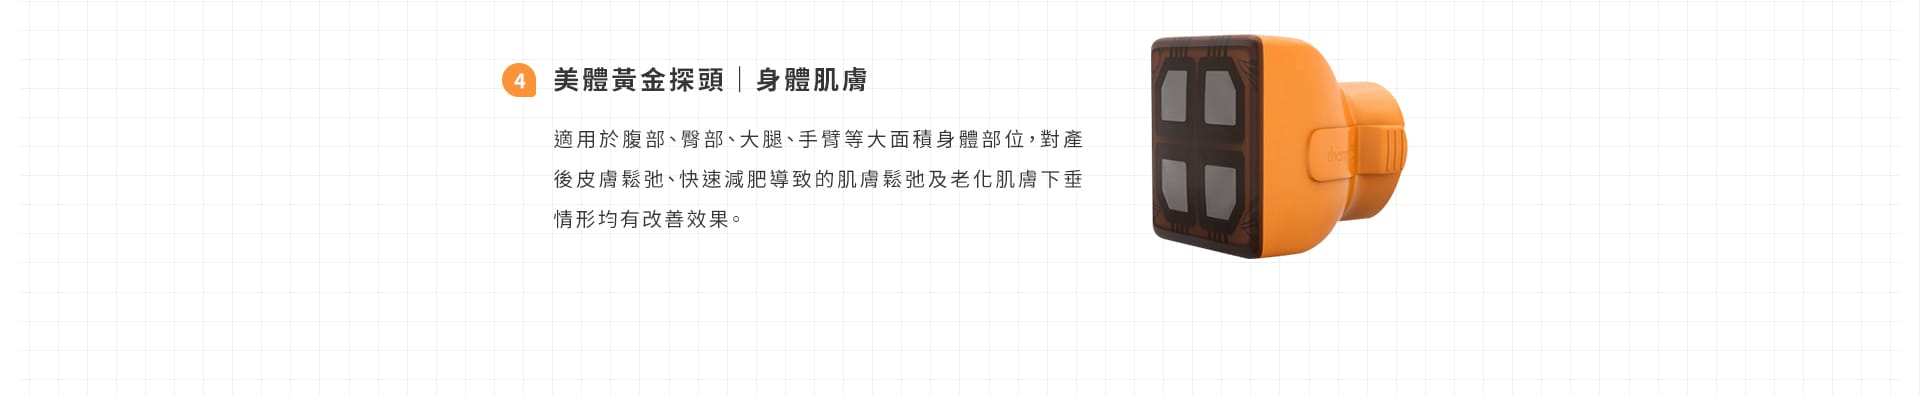 4 美體黃金探頭｜身體肌膚
適用於腹部、臀部、大腿、手臂等大面積身體部位，對產
後皮膚鬆弛、快速減肥導致的肌膚鬆弛及老化肌膚下垂
情形均有改善效果。